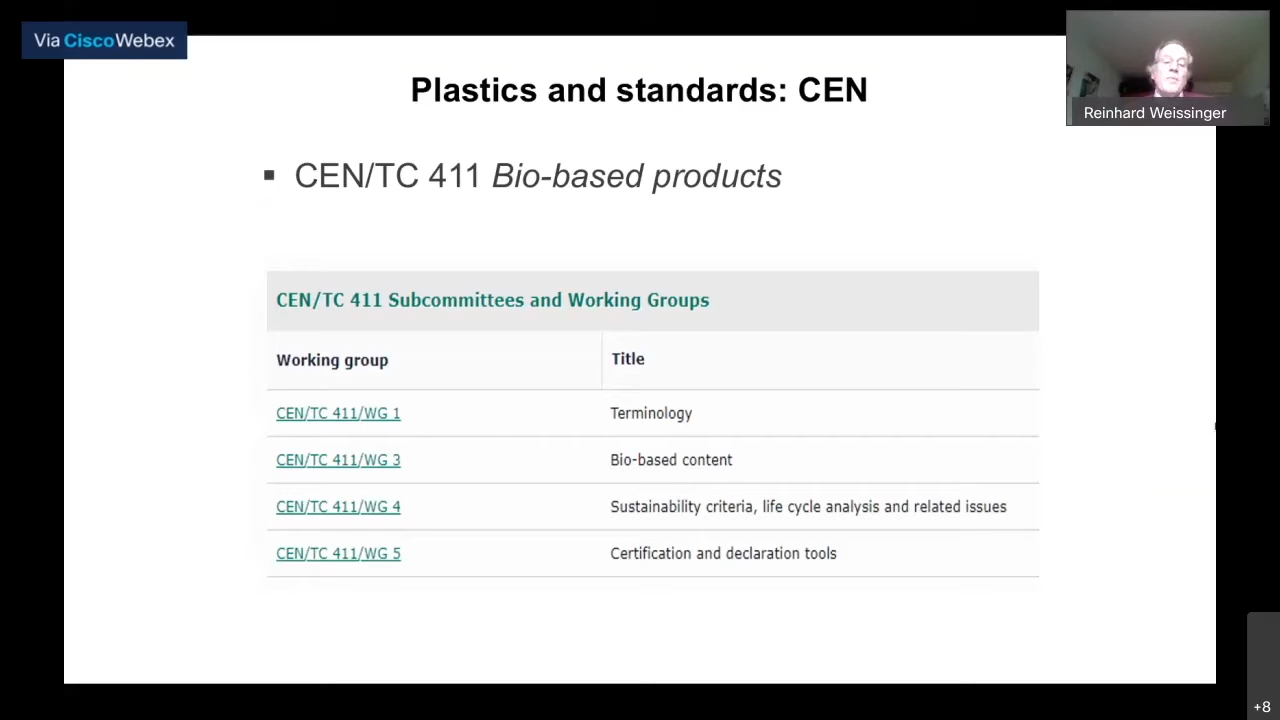 Via CiscoWebex
Plastics and standards: CEN
Reinhard Weissinger
▪ CEN/TC 411 Bio-based products
CEN/TC 411 Subcommittees and Working Groups
Working group Title
CEN/TC 411/WG 1 Terminology
CEN/TC 411/WG 3 Bio-based content
CEN/TC 411/WG 4 Sustainability criteria, life cycle analysis and related issues
CEN/TC 411/WG 5 Certification and declaration tools
+8